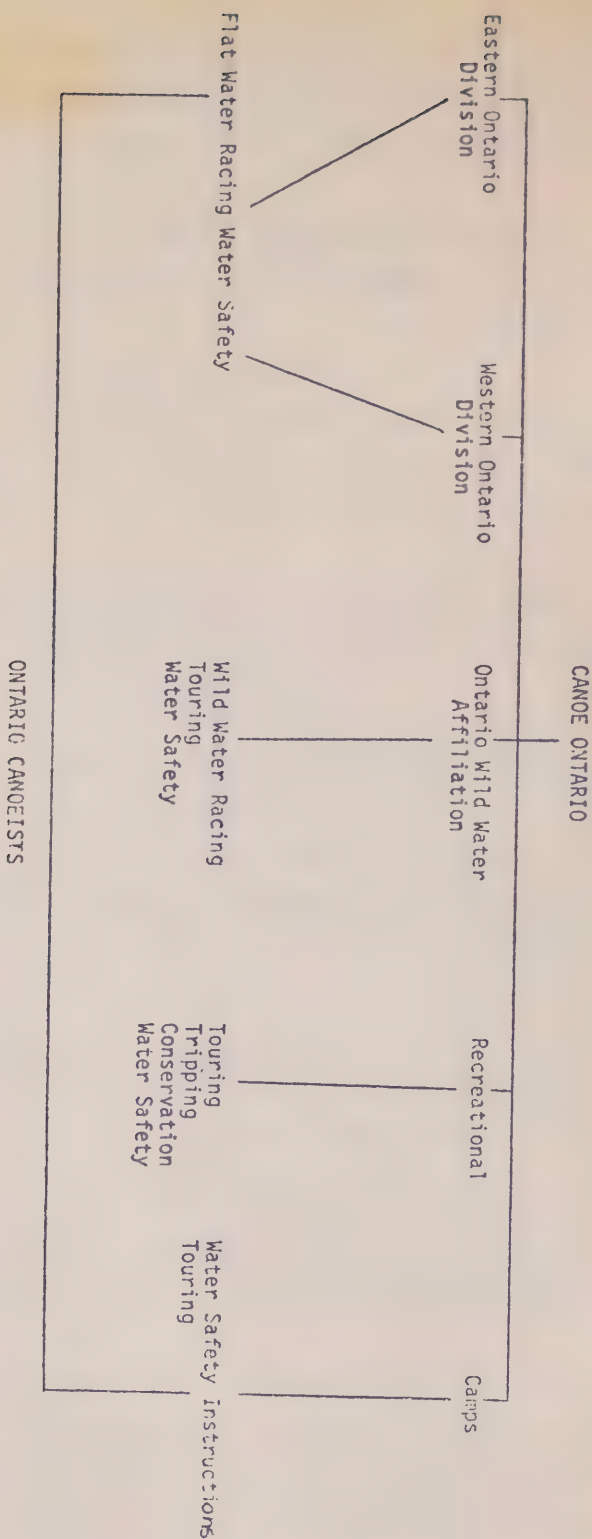 CANOE ONTARIO
Eastern Ontario
Division
Western Ontario
Division
Ontario Wild Water
Affiliation
Recreational
Camps
Flat Water Racing Water Safety
Wild Water Racing
Touring
Water Safety
Touring
Tripping
Conservation
Water Safety
Water Safety Instructions
Touring
ONTARIO CANOEISTS